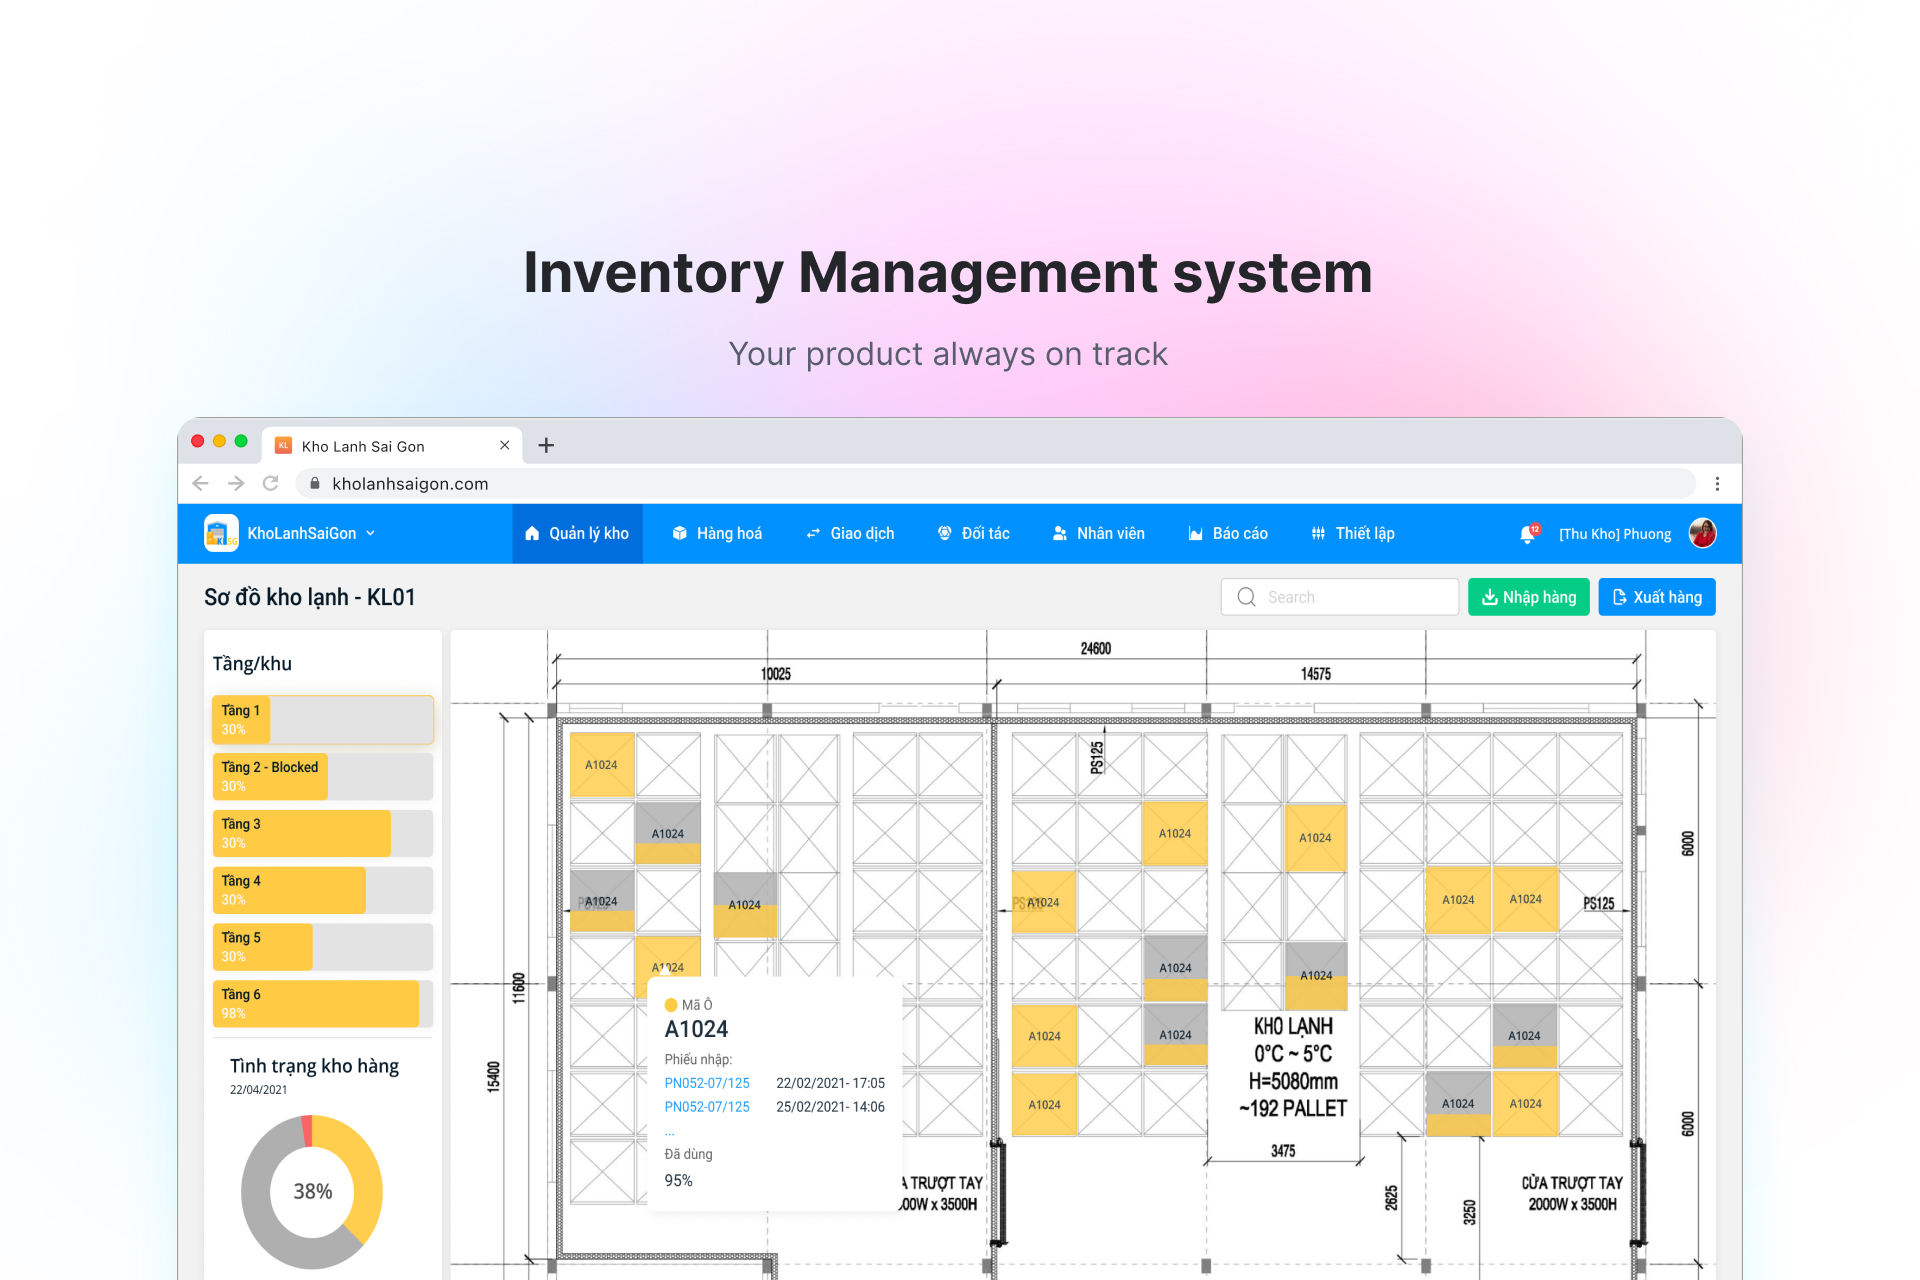 Inventory Management system
Your product always on track
KL
Kho Lanh Sai Gon
kholanhsaigon.com
KLSG
KhoLanhSaiGon
Quản lý kho
Hàng hoá
Giao dịch
Đối tác
Nhân viên
Báo cáo
Thiết lập
12
[Thu Kho] Phuong
Sơ đồ kho lạnh - KL01
Search
Nhập hàng
Xuất hàng
Tầng/khu
Tầng 1
30%
Tầng 2 - Blocked
30%
Tầng 3
30%
Tầng 4
30%
Tầng 5
30%
Tầng 6
98%
Tình trạng kho hàng
22/04/2021
38%
24600
10025
14575
PS125
A1024
A1024
A1024
A1024
6000
A1024
A1024
A1024
PS125
A1024
A1024
PS125
A1024
A1024
A1024
11600
A1024
A1024
A1024
A1024
15400
A1024
A1024
A1024
6000
KHO LẠNH
0°C ~ 5°C
H=5080mm
~192 PALLET
3475
2625
3250
Mã Ô
A1024
Phiếu nhập:
PN052-07/125 22/02/2021- 17:05
PN052-07/125 25/02/2021- 14:06
...
Đã dùng
95%
A TRƯỢT TAY
00W x 3500H
CỬA TRƯỢT TAY
2000W x 3500H